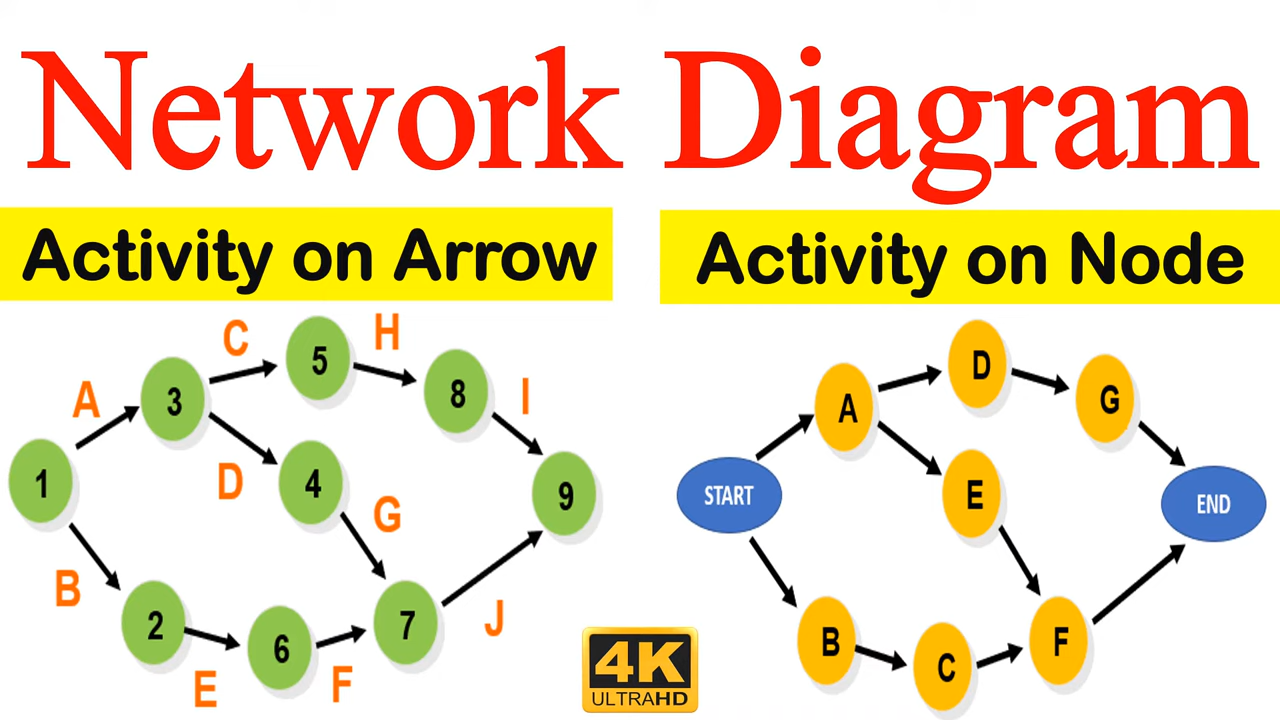 Network Diagram
Activity on Arrow
Activity on Node
C
H
A
5
3
8
I
1
D
4
G
9
B
2
E
6
F
7
J
D
A
G
START
E
END
B
C
F
4K
ULTRAHD